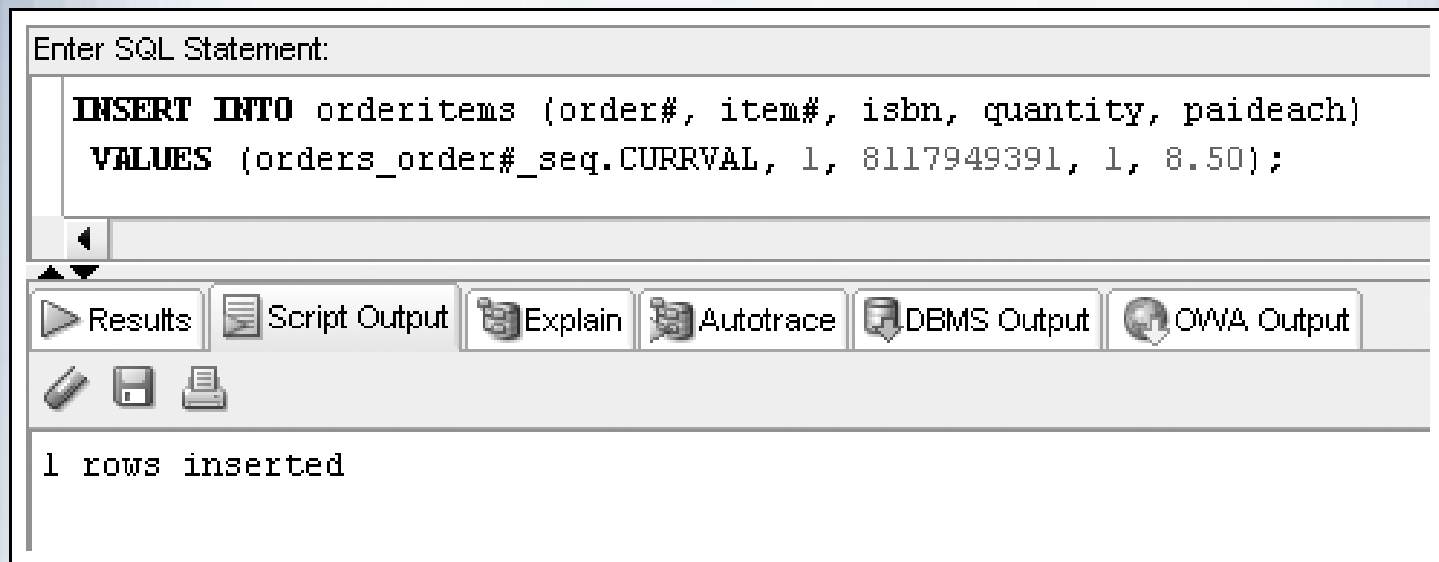 Enter SQL Statement:
INSERT INTO orderitems (order#, item#, isbn, quantity, paideach)
VALUES (orders_order#_seq.CURRVAL, 1, 8117949391, 1, 8.50);
Results Script Output Explain Autotrace DBMS Output OWA Output
1 rows inserted